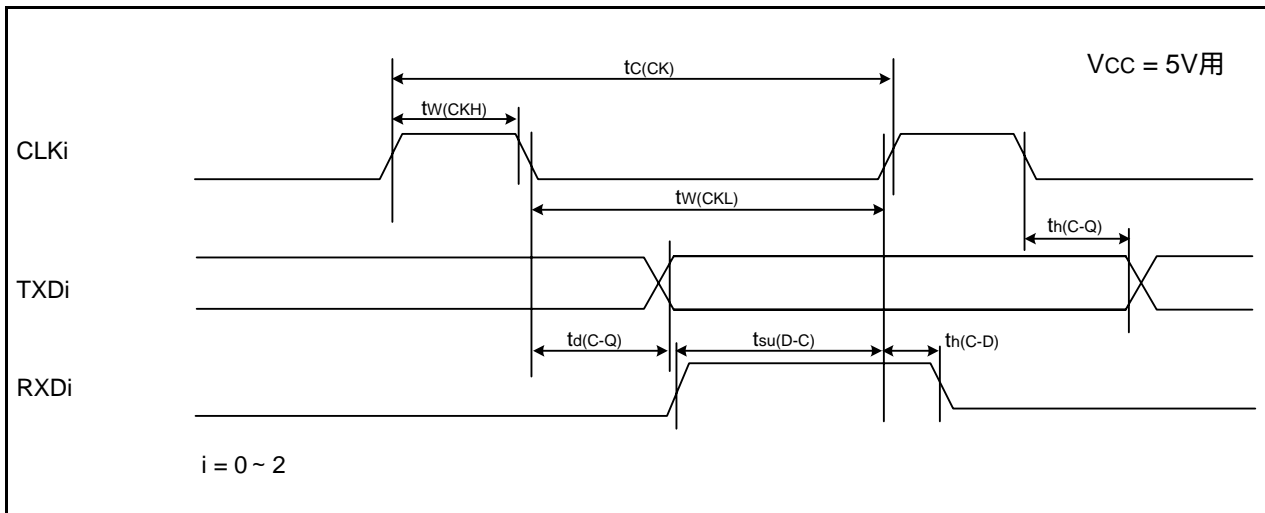 tC(CK)
VCC = 5V用
tW(CKH)
CLKi
tW(CKL)
th(C-Q)
TXDi
td(C-Q)
tsu(D-C)
th(C-D)
RXDi
i = 0 ~ 2